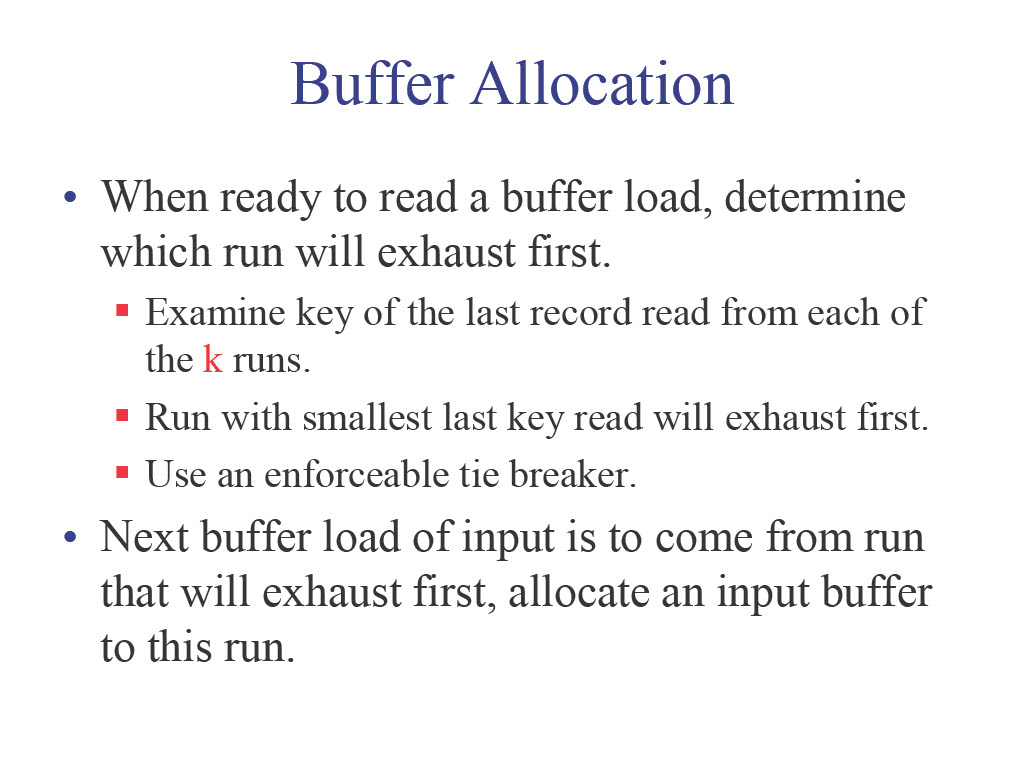 Buffer Allocation
• When ready to read a buffer load, determine
which run will exhaust first.
▪ Examine key of the last record read from each of
the k runs.
▪ Run with smallest last key read will exhaust first.
▪ Use an enforceable tie breaker.
• Next buffer load of input is to come from run
that will exhaust first, allocate an input buffer
to this run.